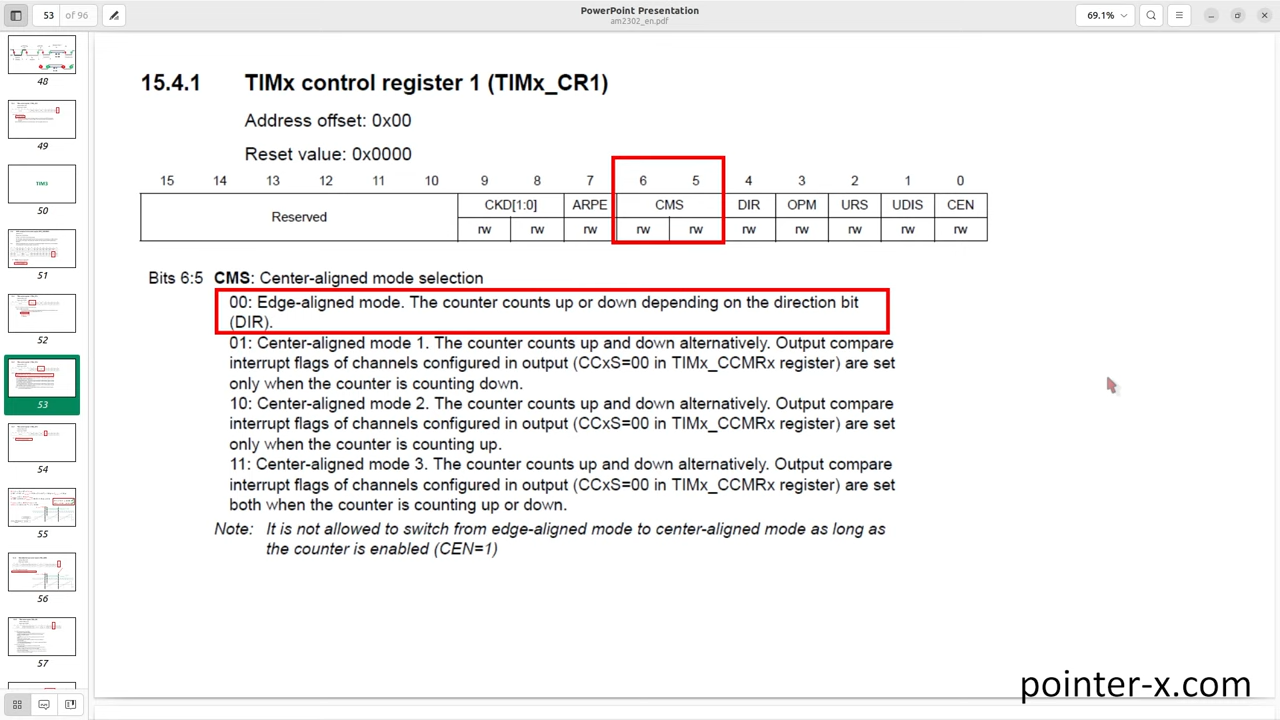 53 of 96
PowerPoint Presentation
am2302_en.pdf
69.1%
48
49
TIM3
50
51
52
53
54
55
56
57
15.4.1 TIMx control register 1 (TIMx_CR1)
Address offset: 0x00
Reset value: 0x0000
15 14 13 12 11 10 9 8 7 6 5 4 3 2 1 0
Reserved CKD[1:0] ARPE CMS DIR OPM URS UDIS CEN
rw rw rw rw rw rw rw rw rw rw
Bits 6:5 CMS: Center-aligned mode selection
00: Edge-aligned mode. The counter counts up or down depending on the direction bit
(DIR).
01: Center-aligned mode 1. The counter counts up and down alternatively. Output compare
interrupt flags of channels configured in output (CCxS=00 in TIMx_CCMRx register) are set
only when the counter is counting down.
10: Center-aligned mode 2. The counter counts up and down alternatively. Output compare
interrupt flags of channels configured in output (CCxS=00 in TIMx_CCMRx register) are set
only when the counter is counting up.
11: Center-aligned mode 3. The counter counts up and down alternatively. Output compare
interrupt flags of channels configured in output (CCxS=00 in TIMx_CCMRx register) are set
both when the counter is counting up or down.
Note: It is not allowed to switch from edge-aligned mode to center-aligned mode as long as
the counter is enabled (CEN=1)
pointer-x.com